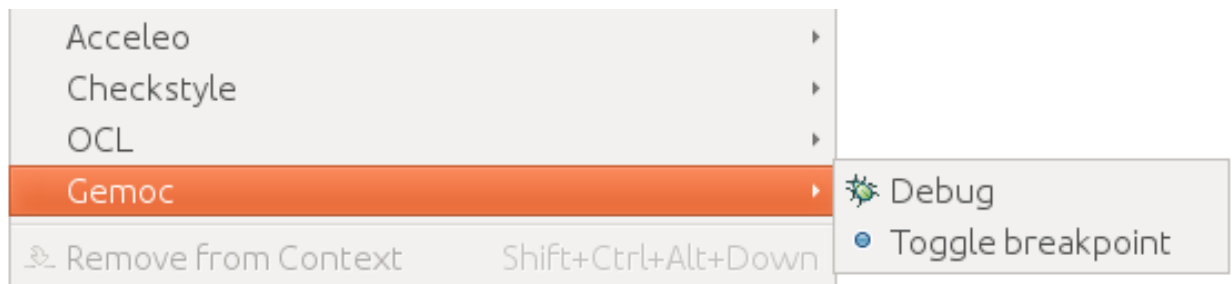 Acceleo
Checkstyle
OCL
Gemoc
Debug
Toggle breakpoint
Remove from Context Shift+Ctrl+Alt+Down